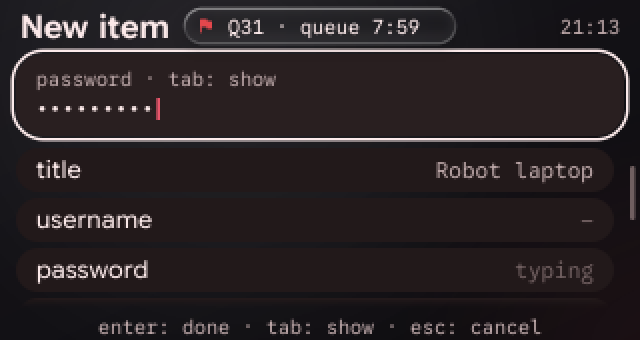 New item
Q31 · queue 7:59
21:13
password · tab: show
•••••••••
title Robot laptop
username –
password typing
enter: done · tab: show · esc: cancel